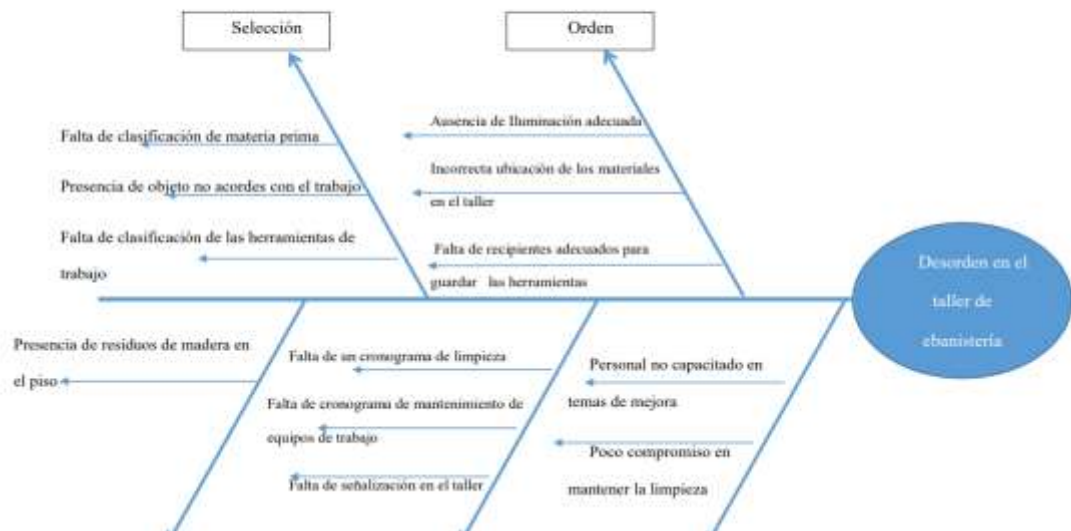 Selección
Orden
Falta de clasificación de materia prima
Presencia de objeto no acordes con el trabajo
Falta de clasificación de las herramientas de
trabajo
Ausencia de Iluminación adecuada
Incorrecta ubicación de los materiales
en el taller
Falta de recipientes adecuados para
guardar las herramientas
Desorden en el
taller de
ebanistería
Presencia de residuos de madera en
el piso
Falta de un cronograma de limpieza
Falta de cronograma de mantenimiento de
equipos de trabajo
Falta de señalización en el taller
Personal no capacitado en
temas de mejora
Poco compromiso en
mantener la limpieza